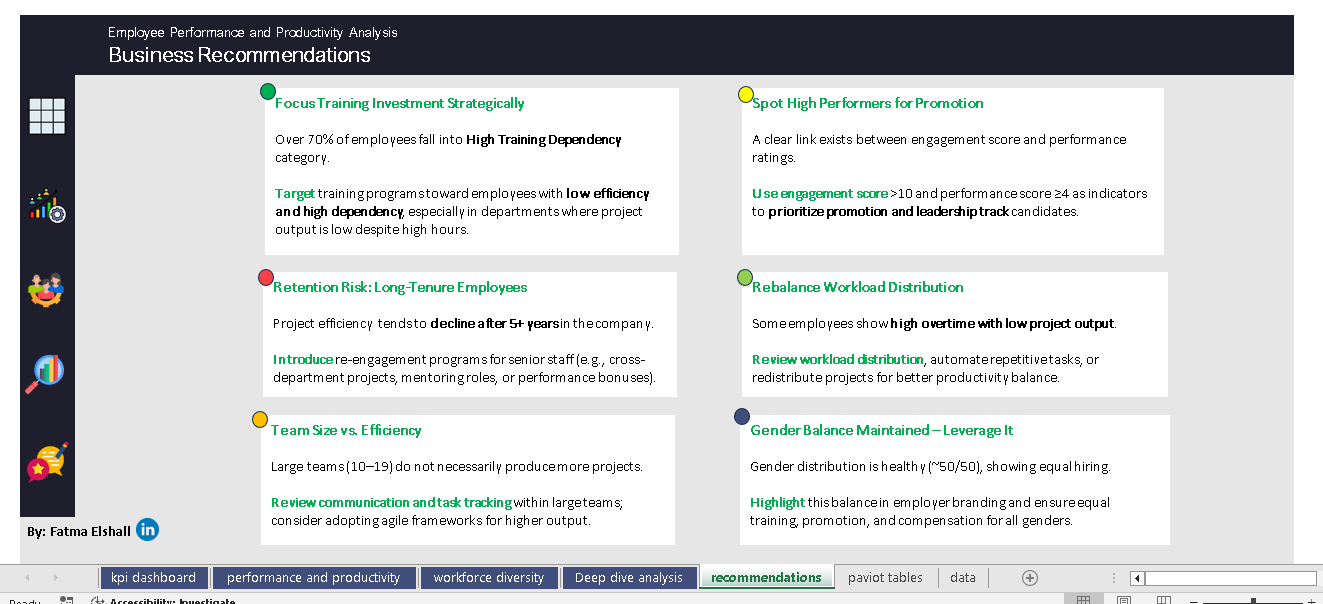 Employee Performance and Productivity Analysis
Business Recommendations
Focus Training Investment Strategically
Over 70% of employees fall into High Training Dependency
category.
Target training programs toward employees with low efficiency
and high dependency, especially in departments where project
output is low despite high hours.
Spot High Performers for Promotion
A clear link exists between engagement score and performance
ratings.
Use engagement score >10 and performance score ≥4 as indicators
to prioritize promotion and leadership track candidates.
Retention Risk: Long-Tenure Employees
Project efficiency tends to decline after 5+ years in the company.
Introduce re-engagement programs for senior staff (e.g., cross-
department projects, mentoring roles, or performance bonuses).
Rebalance Workload Distribution
Some employees show high overtime with low project output.
Review workload distribution, automate repetitive tasks, or
redistribute projects for better productivity balance.
Team Size vs. Efficiency
Large teams (10–19) do not necessarily produce more projects.
Review communication and task tracking within large teams;
consider adopting agile frameworks for higher output.
Gender Balance Maintained – Leverage It
Gender distribution is healthy (~50/50), showing equal hiring.
Highlight this balance in employer branding and ensure equal
training, promotion, and compensation for all genders.
By: Fatma Elshall in
kpi dashboard
performance and productivity
workforce diversity
Deep dive analysis
recommendations
paviot tables
data
Ready
Accessibility: Investigate